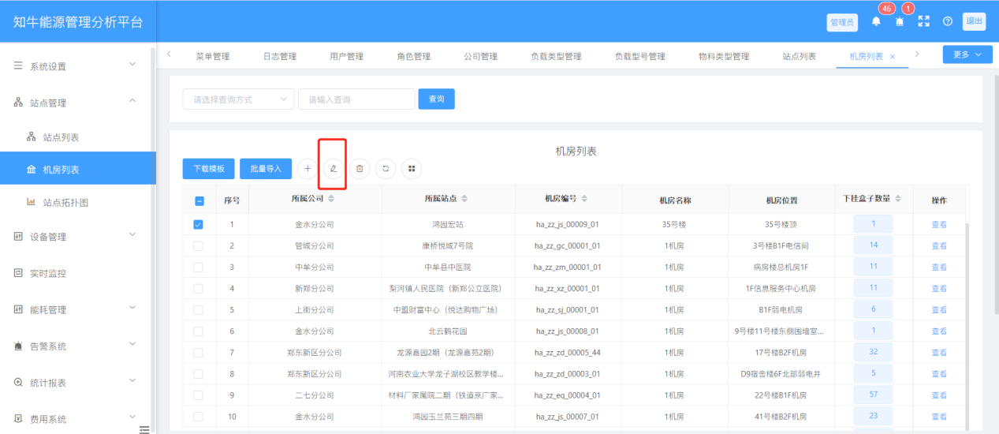 知牛能源管理分析平台
管理员 46 1 退出
菜单管理 日志管理 用户管理 角色管理 公司管理 负载类型管理 负载型号管理 物料类型管理 站点列表 机房列表 更多
系统设置
站点管理
站点列表
机房列表
站点拓扑图
设备管理
实时监控
能耗管理
告警系统
统计报表
费用系统
请选择查询方式 请输入查询 查询
机房列表
下载模板 批量导入
序号 所属公司 所属站点 机房编号 机房名称 机房位置 下挂盒子数量 操作
1 金水分公司 鸿园宏站 ha_zz_js_00009_01 35号楼 35号楼顶 1 查看
2 管城分公司 康桥悦城7号院 ha_zz_gc_00001_01 1机房 3号楼B1F电信间 14 查看
3 中牟分公司 中牟县中医院 ha_zz_zm_00001_01 1机房 病房楼总机房1F 11 查看
4 新郑分公司 梨河镇人民医院（新郑公立医院） ha_zz_xz_00001_01 1机房 1F信息服务中心机房 11 查看
5 上街分公司 中盟财富中心（悦达购物广场） ha_zz_sj_00001_01 1机房 B1F弱电机房 6 查看
6 金水分公司 北云鹤花园 ha_zz_js_00008_01 1机房 9号楼11号楼东侧围墙室... 1 查看
7 郑东新区分公司 龙源嘉园2期（龙源嘉苑2期） ha_zz_zd_00005_44 1机房 17号楼B2F机房 32 查看
8 郑东新区分公司 河南农业大学龙子湖校区教学楼... ha_zz_zd_00003_01 1机房 D9宿舍楼6F北部弱电井 5 查看
9 二七分公司 材料厂家属院二期（铁道京广家... ha_zz_eq_00004_01 1机房 22号楼B1F机房 57 查看
10 金水分公司 鸿园玉兰苑三期四期 ha_zz_js_00007_01 1机房 41号楼B2F机房 23 查看